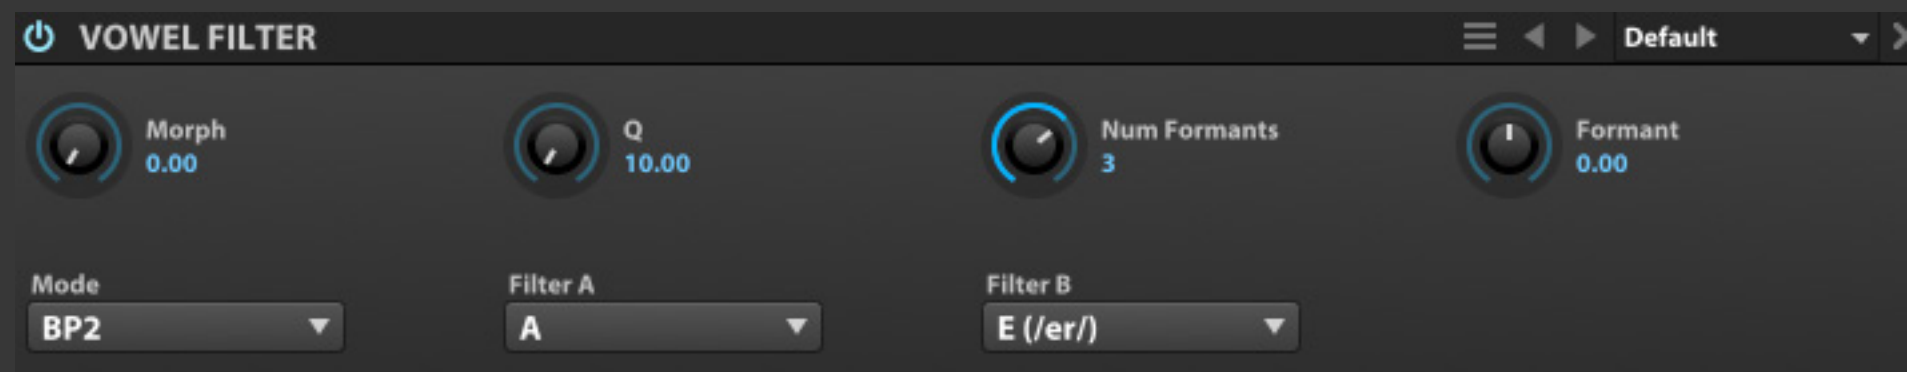 VOWEL FILTER
Default
Morph
0.00
Q
10.00
Num Formants
3
Formant
0.00
Mode
BP2
Filter A
A
Filter B
E (/er/)